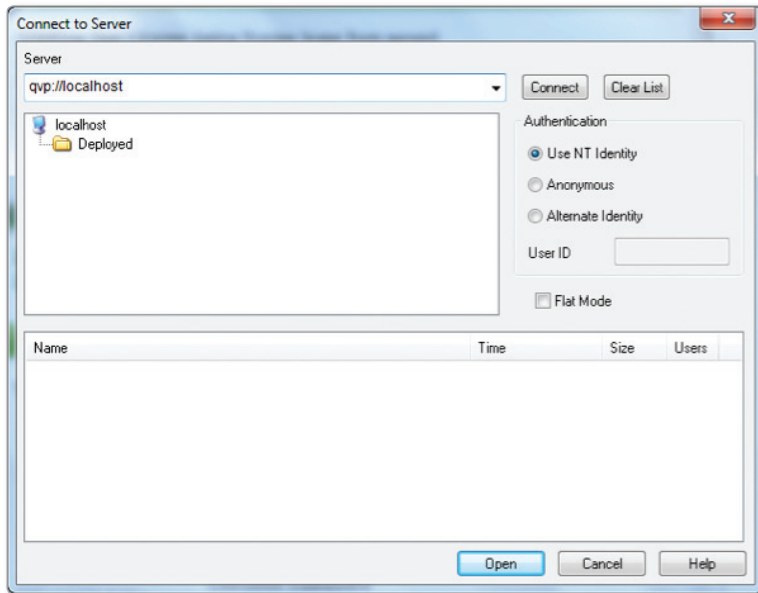 Connect to Server
Server
qvp://localhost
Connect
Clear List
localhost
Deployed
Authentication
Use NT Identity
Anonymous
Alternate Identity
User ID
Flat Mode
Name Time Size Users
Open Cancel Help